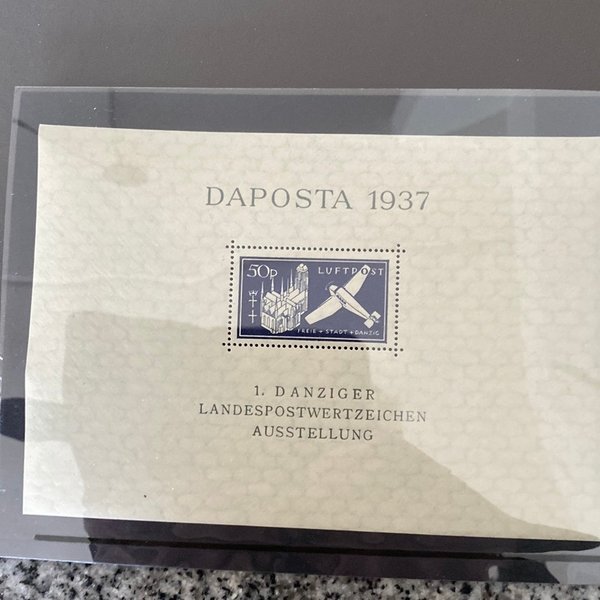 DAPOSTA 1937
50P LUFTPOST
FREIE + STADT + DANZIG
1. DANZIGER
LANDESPOSTWERTZEICHEN
AUSSTELLUNG